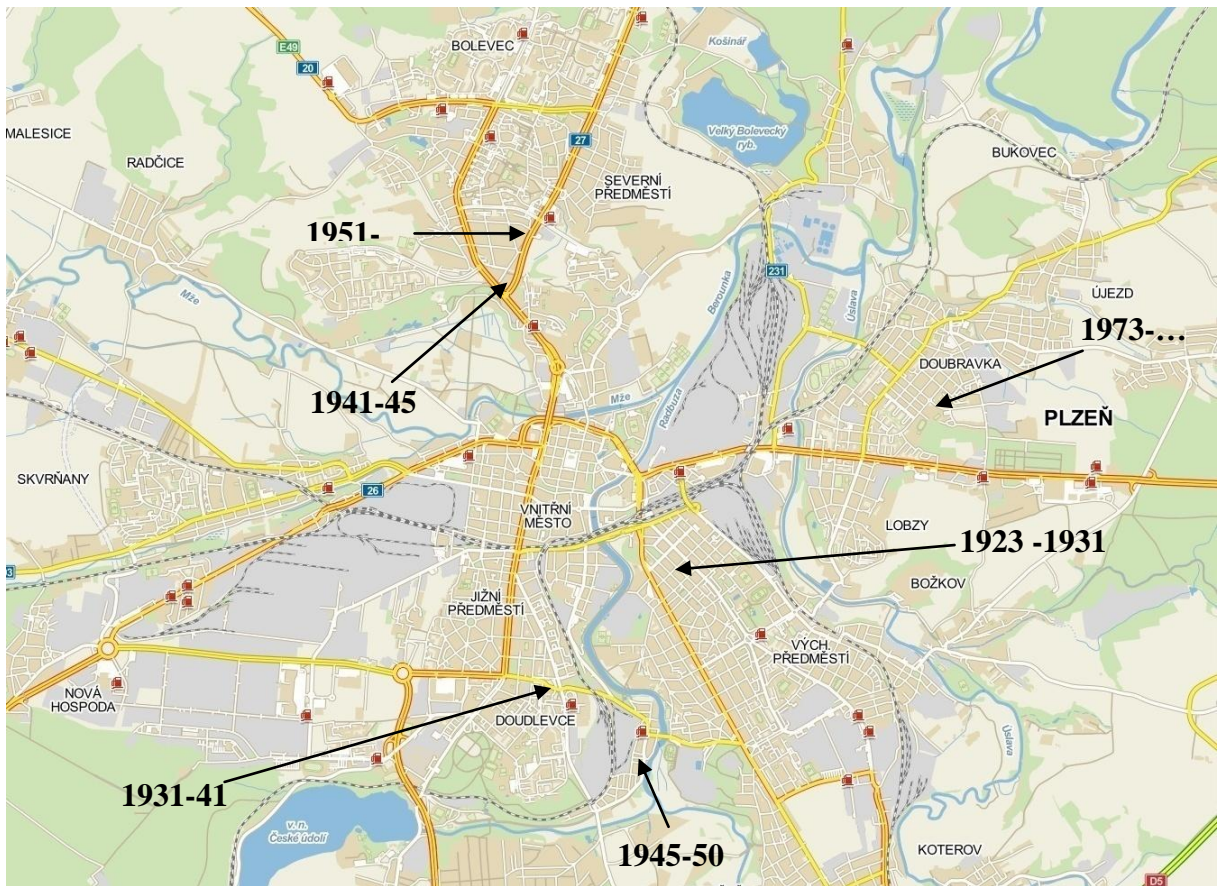 BOLEVEC
Košinář
E49
20
MALESICE
RADČICE
27
Velký Bolevecký
ryb.
BUKOVEC
SEVERNÍ
PŘEDMĚSTÍ
1951-
231
Mže
Berounka
Úslava
ÚJEZD
1973-...
DOUBRAVKA
1941-45
Mže
Radbuza
PLZEŇ
SKVRŇANY
26
VNITŘNÍ
MĚSTO
LOBZY
1923 -1931
BOŽKOV
JIŽNÍ
PŘEDMĚSTÍ
VÝCH.
PŘEDMĚSTÍ
NOVÁ
HOSPODA
DOUDLEVCE
Úslava
1931-41
v. n.
České údolí
1945-50
KOTEROV
D5